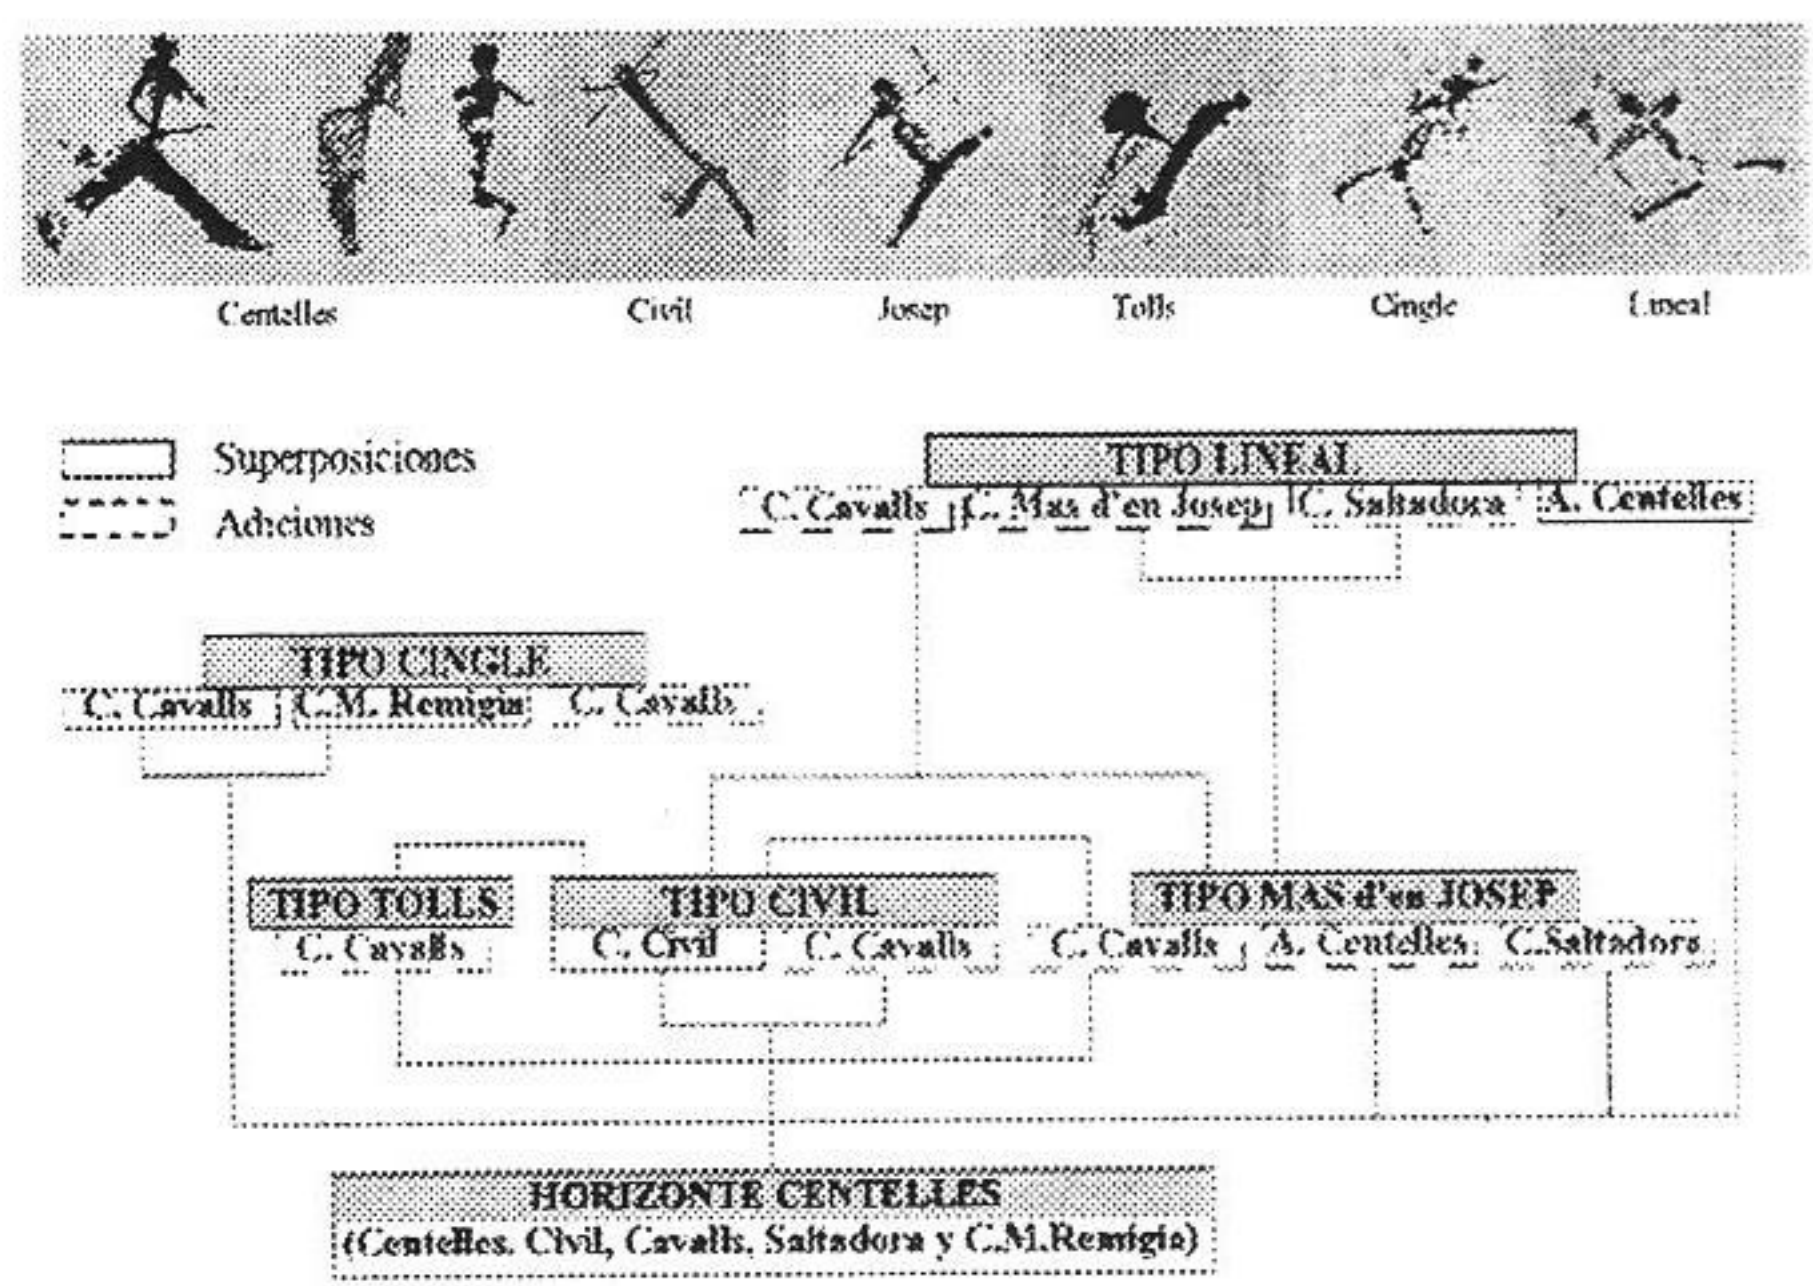 Centelles Civil Josep Tolls Cingle Lineal
Superposiciones
Adiciones
TIPO LINEAL
C. Cavalls C. Mas d'en Josep C. Saltadora A. Centelles
TIPO CINGLE
C. Cavalls C.M. Remigia C. Cavalls
TIPO TOLLS TIPO CIVIL TIPO MAS d'en JOSEP
C. Cavalls C. Civil C. Cavalls C. Cavalls A. Centelles C.Saltadora
HORIZONTE CENTELLES
(Centelles. Civil, Cavalls. Saltadora y C.M.Remigia)